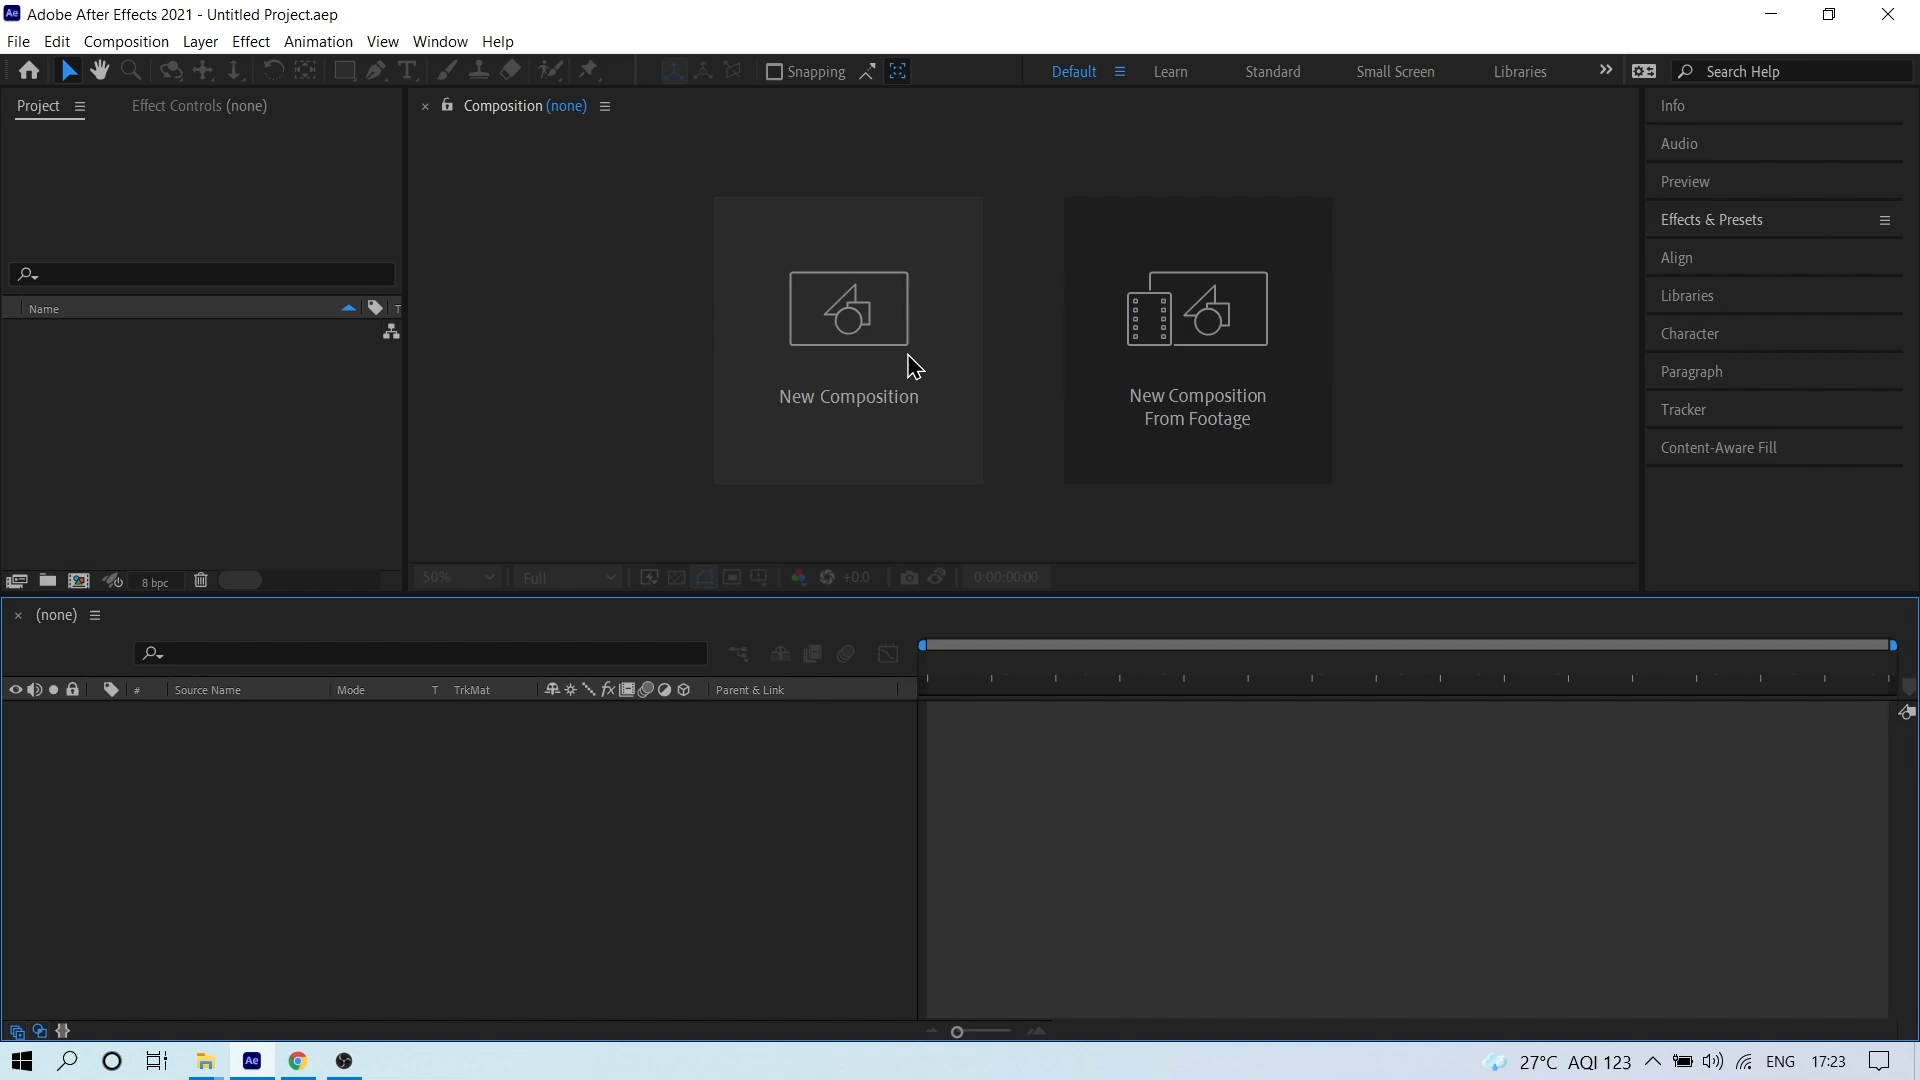 Ae Adobe After Effects 2021 - Untitled Project.aep
File Edit Composition Layer Effect Animation View Window Help
Snapping Default Learn Standard Small Screen Libraries Search Help
Project Effect Controls (none)
Composition (none)
Info
Audio
Preview
Effects & Presets
Align
Libraries
Character
Paragraph
Tracker
Content-Aware Fill
Name T
New Composition
New Composition
From Footage
8 bpc
50% Full +0.0 0:00:00:00
(none)
# Source Name Mode T TrkMat fx Parent & Link
Ae 27°C AQI 123 ENG 17:23